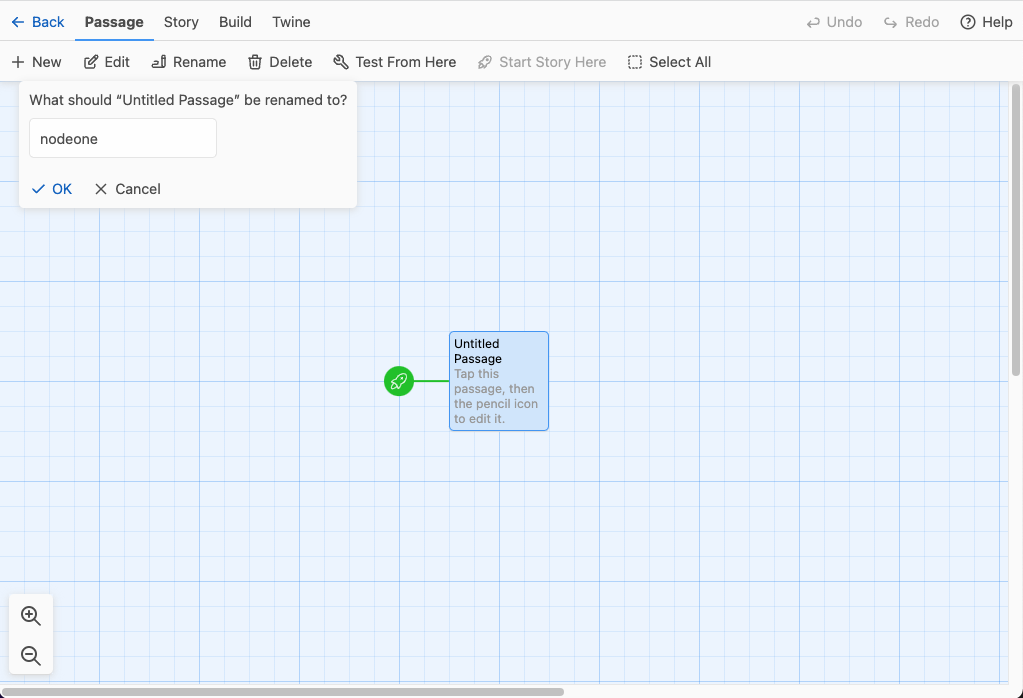 Back Passage Story Build Twine Undo Redo Help
New Edit Rename Delete Test From Here Start Story Here Select All
What should “Untitled Passage” be renamed to?
nodeone
OK Cancel
Untitled
Passage
Tap this
passage, then
the pencil icon
to edit it.